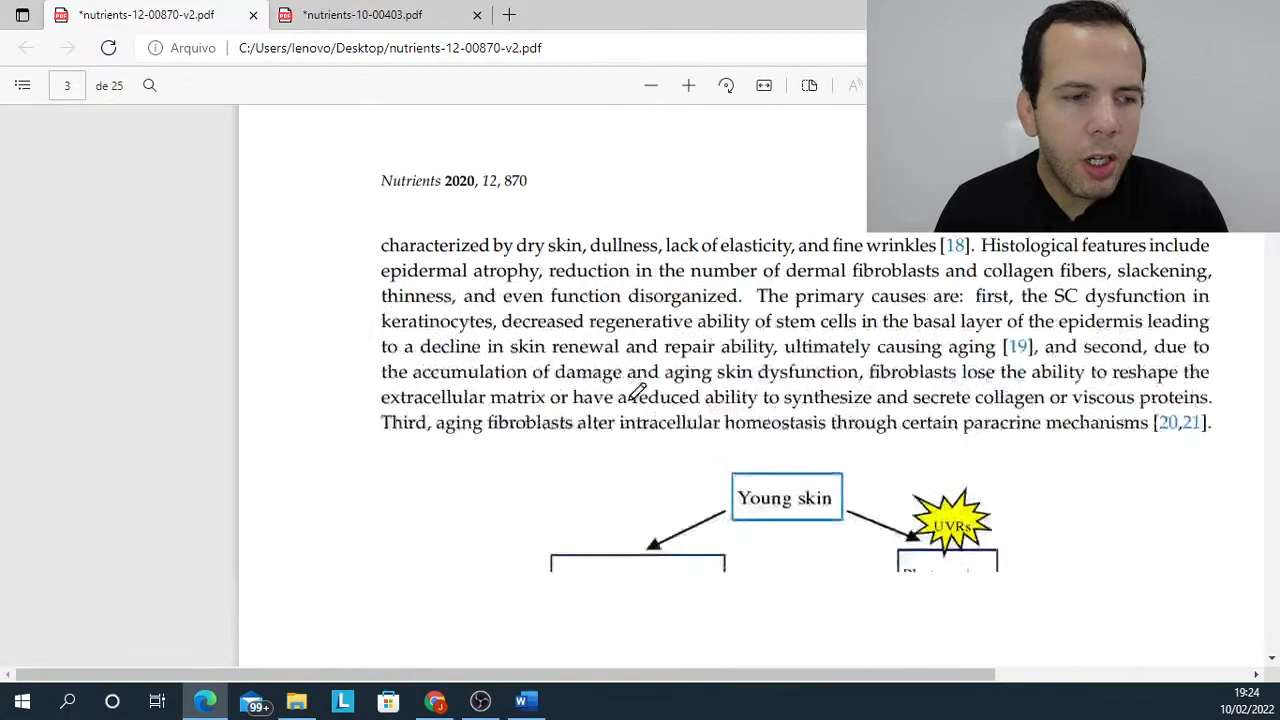 *nutrients-12-00870-v2.pdf
*nutrients-10-00403.pdf
Arquivo
C:/Users/lenovo/Desktop/nutrients-12-00870-v2.pdf
3 de 25
Nutrients 2020, 12, 870
characterized by dry skin, dullness, lack of elasticity, and fine wrinkles [18]. Histological features include
epidermal atrophy, reduction in the number of dermal fibroblasts and collagen fibers, slackening,
thinness, and even function disorganized. The primary causes are: first, the SC dysfunction in
keratinocytes, decreased regenerative ability of stem cells in the basal layer of the epidermis leading
to a decline in skin renewal and repair ability, ultimately causing aging [19], and second, due to
the accumulation of damage and aging skin dysfunction, fibroblasts lose the ability to reshape the
extracellular matrix or have a reduced ability to synthesize and secrete collagen or viscous proteins.
Third, aging fibroblasts alter intracellular homeostasis through certain paracrine mechanisms [20,21].
Young skin
UVRs
99+
L
W
19:24
10/02/2022